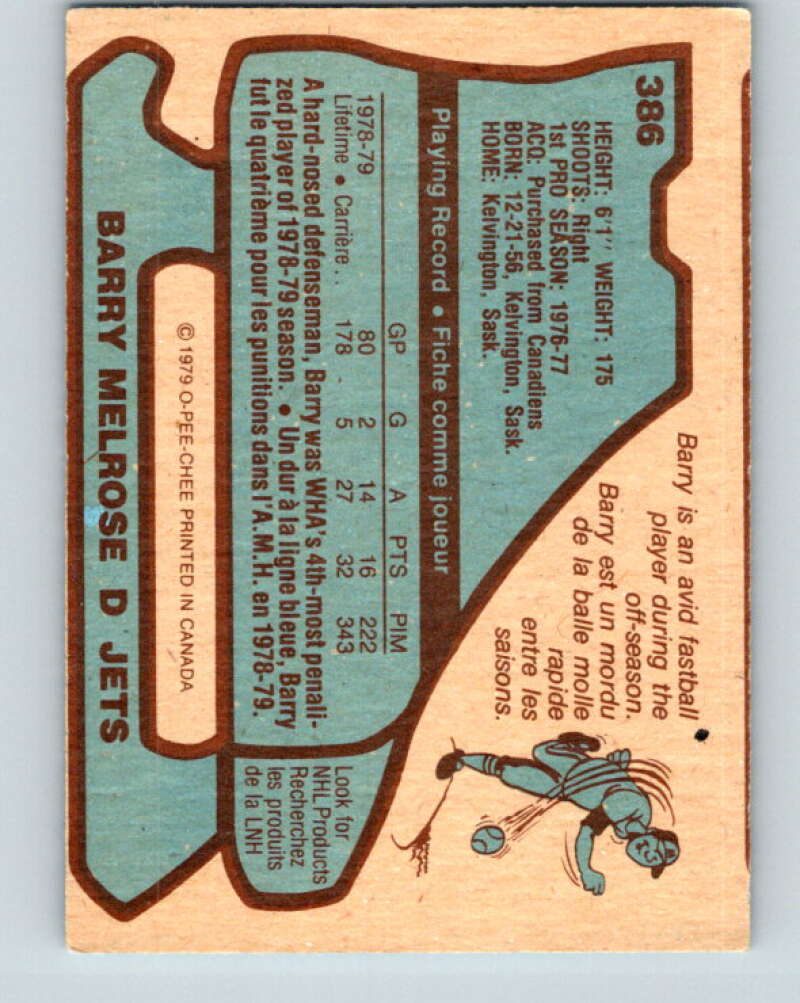 386
HEIGHT: 6'1'' WEIGHT: 175
SHOOTS: Right
1st PRO SEASON: 1976-77
ACQ: Purchased from Canadiens
BORN: 12-21-56, Kelvington, Sask.
HOME: Kelvington, Sask.
Barry is an avid fastball
player during the
off-season.
Barry est un mordu
de la balle molle
rapide
entre les
saisons.
Playing Record • Fiche comme joueur
GP G A PTS PIM
1978-79 80 2 14 16 222
Lifetime • Carrière . . 178 5 27 32 343
A hard-nosed defenseman, Barry was WHA's 4th-most penali-
zed player of 1978-79 season. • Un dur à la ligne bleue, Barry
fut le quatrième pour les punitions dans l'A.M.H. en 1978-79.
Look for
NHL Products
Recherchez
les produits
de la LNH
© 1979 O-PEE-CHEE PRINTED IN CANADA
BARRY MELROSE D JETS